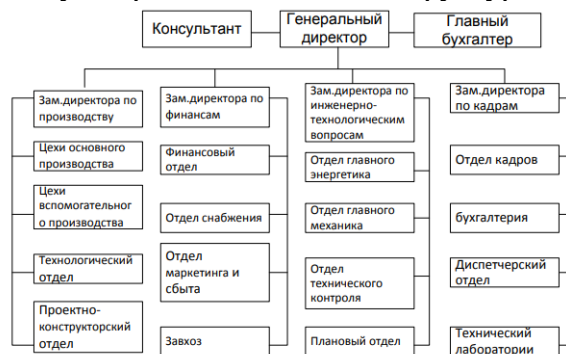 Консультант
Генеральный
директор
Главный
бухгалтер
Зам.директора по
производству
Зам.директора по
финансам
Зам.директора по
инженерно-
технологическим
вопросам
Зам.директора
по кадрам
Цехи основного
производства
Финансовый
отдел
Отдел главного
энергетика
Отдел кадров
Цехи
вспомогательног
о производства
Отдел снабжения
Отдел главного
механика
бухгалтерия
Технологический
отдел
Отдел
маркетинга и
сбыта
Отдел
технического
контроля
Диспетчерский
отдел
Проектно-
конструкторский
отдел
Завхоз
Плановый отдел
Технический
лаборатории